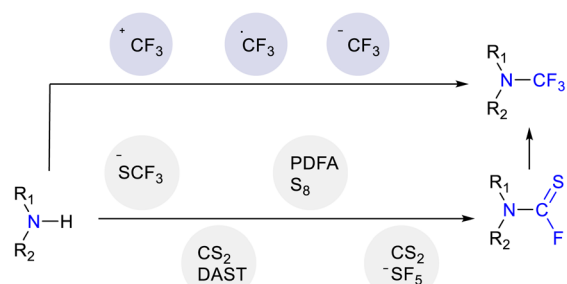 +CF3
·CF3
-CF3
R1
N-CF3
R2
-SCF3
PDFA
S8
R1
N-H
R2
R1
S
N-C
R2
F
CS2
DAST
CS2
-SF5